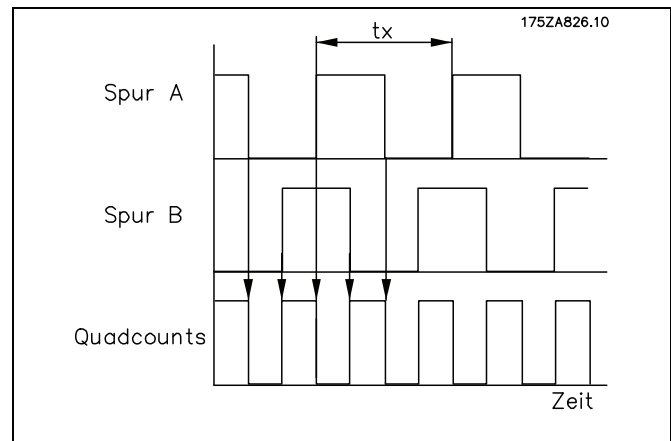 175ZA826.10
tx
Spur A
Spur B
Quadcounts
Zeit